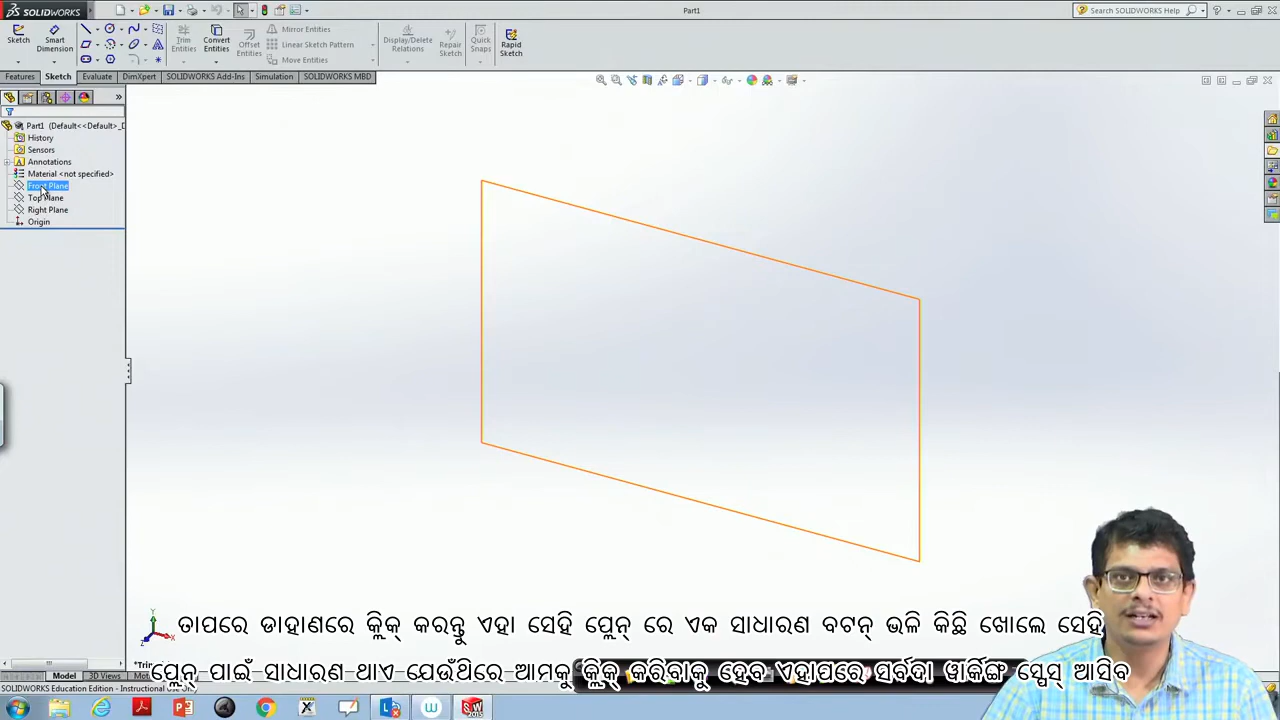 SOLIDWORKS
Part1
Search SOLIDWORKS Help
Sketch
Smart Dimension
Trim Entities
Convert Entities
Offset Entities
Mirror Entities
Linear Sketch Pattern
Move Entities
Display/Delete Relations
Repair Sketch
Quick Snaps
Rapid Sketch
Features Sketch Evaluate DimXpert SOLIDWORKS Add-Ins Simulation SOLIDWORKS MBD
Part1 (Default<<Default>_D
History
Sensors
Annotations
Material <not specified>
Front Plane
Top Plane
Right Plane
Origin
ତାପରେ ଡାହାଣରେ କ୍ଲିକ୍ କରନ୍ତୁ ଏହା ସେହି ପ୍ଲେନ୍ ରେ ଏକ ସାଧାରଣ ବଟନ୍ ଭଳି କିଛି ଖୋଲେ ସେହି
ପ୍ଲେନ୍ ପାଇଁ ସାଧାରଣ ଥାଏ ଯେଉଁଥିରେ ଆମକୁ କ୍ଲିକ୍ କରିବାକୁ ହେବ ଏହାପରେ ସର୍ବଦା ୱାର୍କିଙ୍ଗ ସ୍ପେସ୍ ଆସିବ
Model 3D Views
SOLIDWORKS Education Edition - Instructional Use